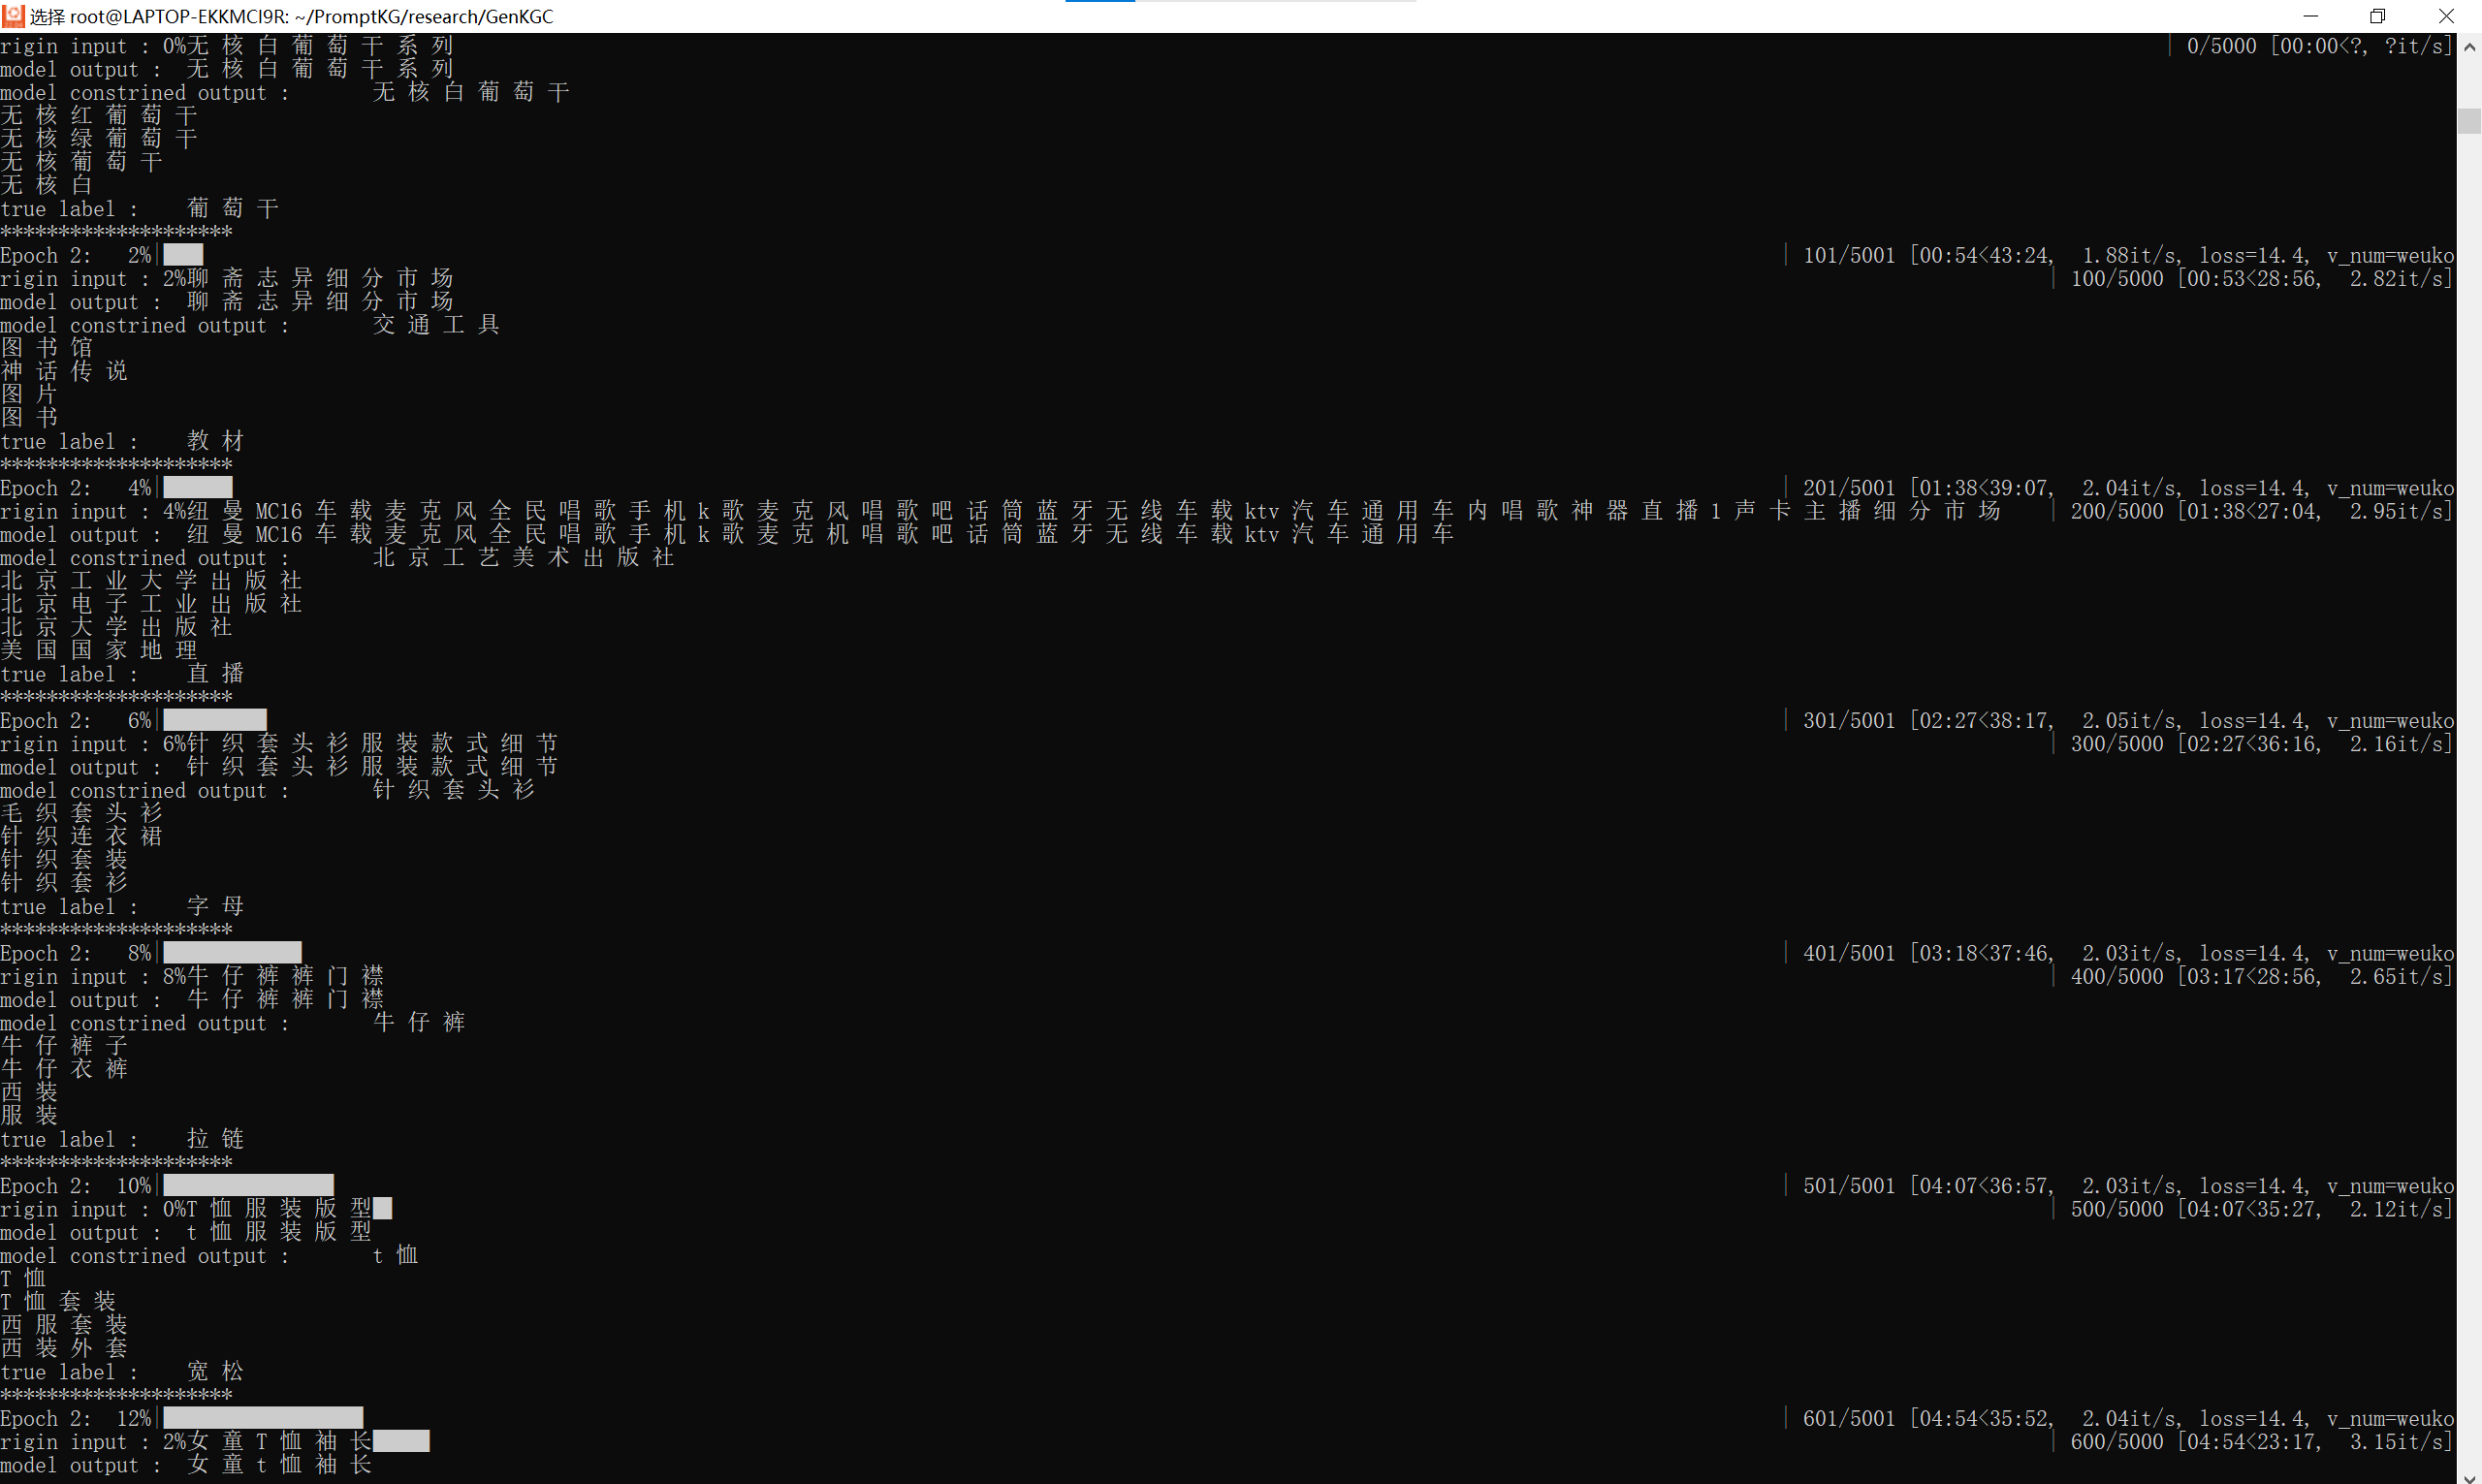 选择 root@LAPTOP-EKKMCI9R: ~/PromptKG/research/GenKGC
rigin input : 0%无 核 白 葡 萄 干 系 列 | 0/5000 [00:00<?, ?it/s]
model output : 无 核 白 葡 萄 干 系 列
model constrined output : 无 核 白 葡 萄 干
无 核 红 葡 萄 干
无 核 绿 葡 萄 干
无 核 葡 萄 干
无 核 白
true label : 葡 萄 干
********************
Epoch 2: 2%| | 101/5001 [00:54<43:24, 1.88it/s, loss=14.4, v_num=weuko
rigin input : 2%聊 斋 志 异 细 分 市 场 | 100/5000 [00:53<28:56, 2.82it/s]
model output : 聊 斋 志 异 细 分 市 场
model constrined output : 交 通 工 具
图 书 馆
神 话 传 说
图 片
图 书
true label : 教 材
********************
Epoch 2: 4%| | 201/5001 [01:38<39:07, 2.04it/s, loss=14.4, v_num=weuko
rigin input : 4%纽 曼 MC16 车 载 麦 克 风 全 民 唱 歌 手 机 k 歌 麦 克 风 唱 歌 吧 话 筒 蓝 牙 无 线 车 载 ktv 汽 车 通 用 车 内 唱 歌 神 器 直 播 1 声 卡 主 播 细 分 市 场 | 200/5000 [01:38<27:04, 2.95it/s]
model output : 纽 曼 MC16 车 载 麦 克 风 全 民 唱 歌 手 机 k 歌 麦 克 机 唱 歌 吧 话 筒 蓝 牙 无 线 车 载 ktv 汽 车 通 用 车
model constrined output : 北 京 工 艺 美 术 出 版 社
北 京 工 业 大 学 出 版 社
北 京 电 子 工 业 出 版 社
北 京 大 学 出 版 社
美 国 国 家 地 理
true label : 直 播
********************
Epoch 2: 6%| | 301/5001 [02:27<38:17, 2.05it/s, loss=14.4, v_num=weuko
rigin input : 6%针 织 套 头 衫 服 装 款 式 细 节 | 300/5000 [02:27<36:16, 2.16it/s]
model output : 针 织 套 头 衫 服 装 款 式 细 节
model constrined output : 针 织 套 头 衫
毛 织 套 头 衫
针 织 连 衣 裙
针 织 套 装
针 织 套 衫
true label : 字 母
********************
Epoch 2: 8%| | 401/5001 [03:18<37:46, 2.03it/s, loss=14.4, v_num=weuko
rigin input : 8%牛 仔 裤 裤 门 襟 | 400/5000 [03:17<28:56, 2.65it/s]
model output : 牛 仔 裤 裤 门 襟
model constrined output : 牛 仔 裤
牛 仔 裤 子
牛 仔 衣 裤
西 装
服 装
true label : 拉 链
********************
Epoch 2: 10%| | 501/5001 [04:07<36:57, 2.03it/s, loss=14.4, v_num=weuko
rigin input : 0%T 恤 服 装 版 型 | 500/5000 [04:07<35:27, 2.12it/s]
model output : t 恤 服 装 版 型
model constrined output : t 恤
T 恤
T 恤 套 装
西 服 套 装
西 装 外 套
true label : 宽 松
********************
Epoch 2: 12%| | 601/5001 [04:54<35:52, 2.04it/s, loss=14.4, v_num=weuko
rigin input : 2%女 童 T 恤 袖 长 | 600/5000 [04:54<23:17, 3.15it/s]
model output : 女 童 t 恤 袖 长